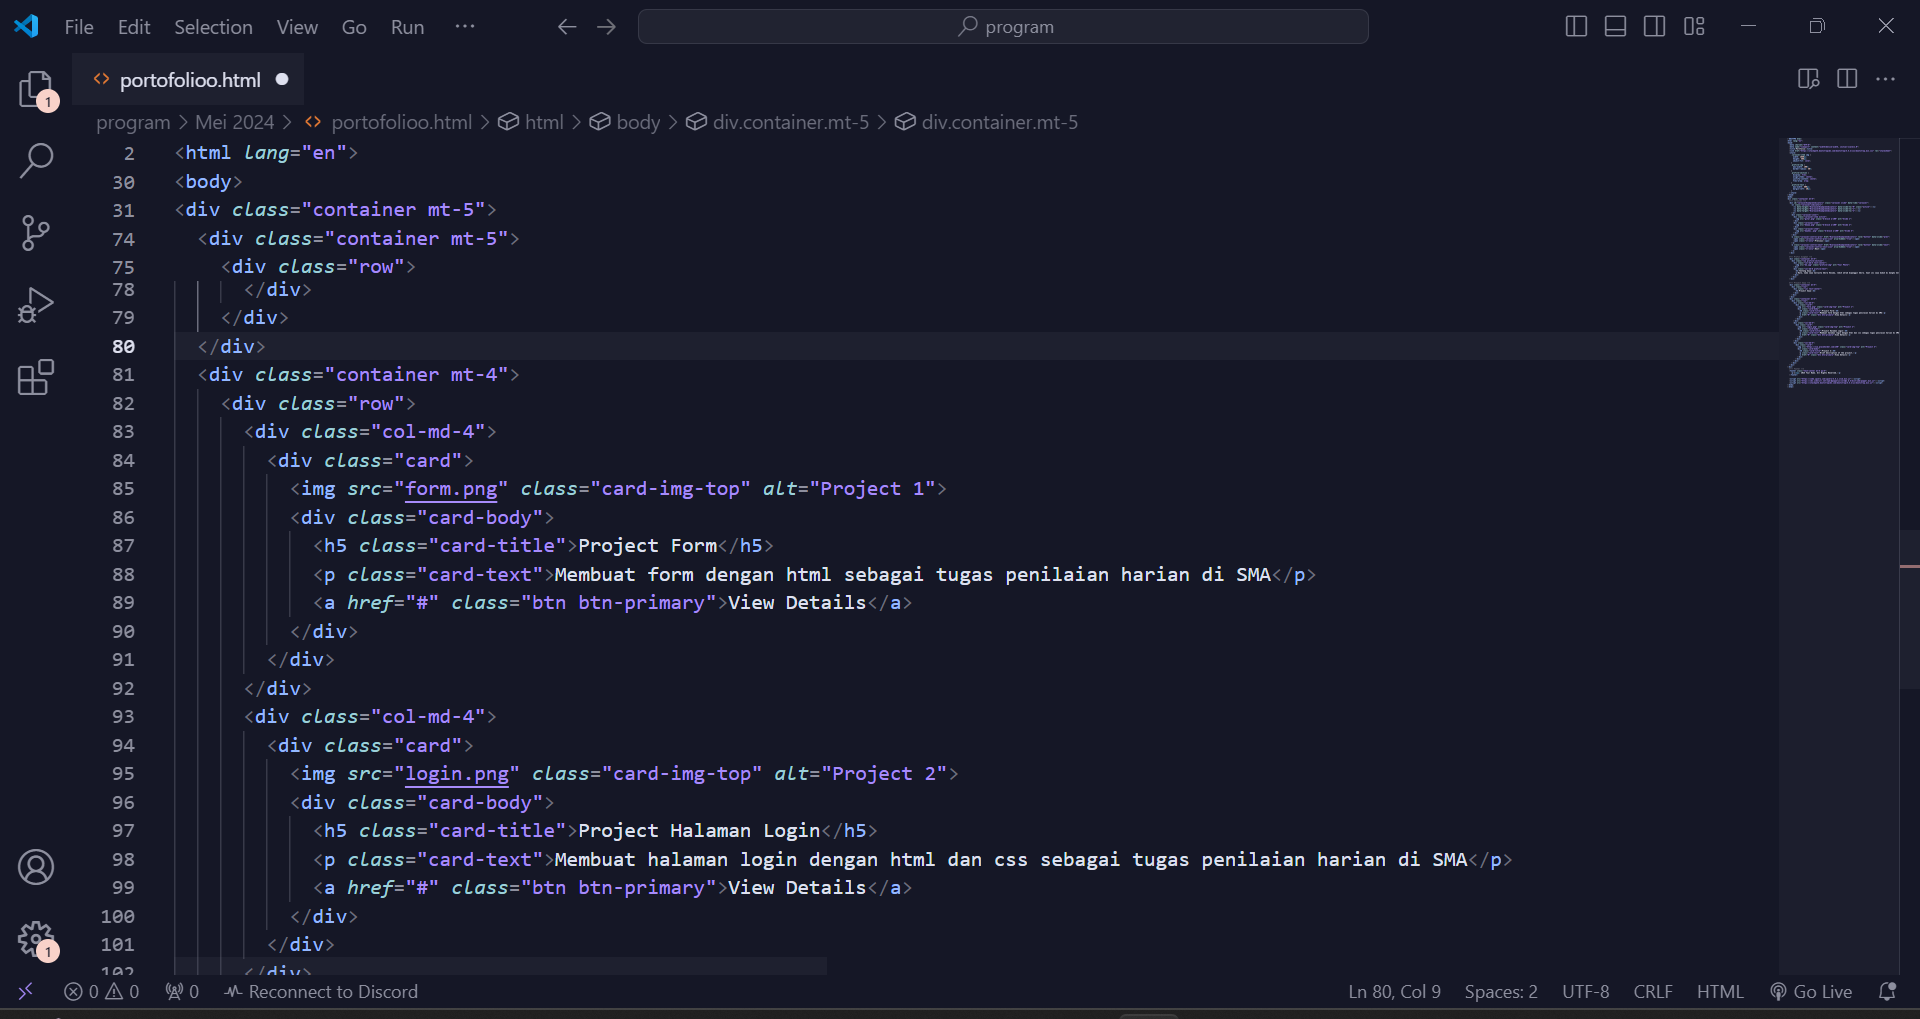 File Edit Selection View Go Run ··· program
portofolioo.html
program > Mei 2024 > portofolioo.html > html > body > div.container.mt-5 > div.container.mt-5
2 <html lang="en">
30 <body>
31 <div class="container mt-5">
74 <div class="container mt-5">
75 <div class="row">
78 </div>
79 </div>
80 </div>
81 <div class="container mt-4">
82 <div class="row">
83 <div class="col-md-4">
84 <div class="card">
85 <img src="form.png" class="card-img-top" alt="Project 1">
86 <div class="card-body">
87 <h5 class="card-title">Project Form</h5>
88 <p class="card-text">Membuat form dengan html sebagai tugas penilaian harian di SMA</p>
89 <a href="#" class="btn btn-primary">View Details</a>
90 </div>
91 </div>
92 </div>
93 <div class="col-md-4">
94 <div class="card">
95 <img src="login.png" class="card-img-top" alt="Project 2">
96 <div class="card-body">
97 <h5 class="card-title">Project Halaman Login</h5>
98 <p class="card-text">Membuat halaman login dengan html dan css sebagai tugas penilaian harian di SMA</p>
99 <a href="#" class="btn btn-primary">View Details</a>
100 </div>
101 </div>
102 </div>
1
1
0 0 0 Reconnect to Discord Ln 80, Col 9 Spaces: 2 UTF-8 CRLF HTML Go Live